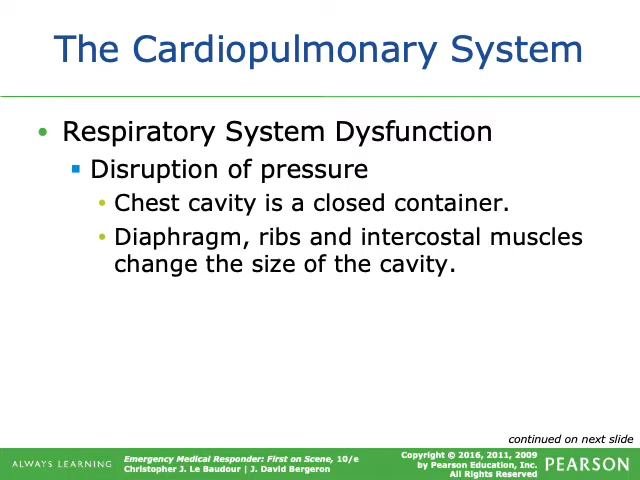 The Cardiopulmonary System
• Respiratory System Dysfunction
▪ Disruption of pressure
• Chest cavity is a closed container.
• Diaphragm, ribs and intercostal muscles
change the size of the cavity.
continued on next slide
ALWAYS LEARNING
Emergency Medical Responder: First on Scene, 10/e
Christopher J. Le Baudour | J. David Bergeron
Copyright © 2016, 2011, 2009
by Pearson Education, Inc.
All Rights Reserved
PEARSON